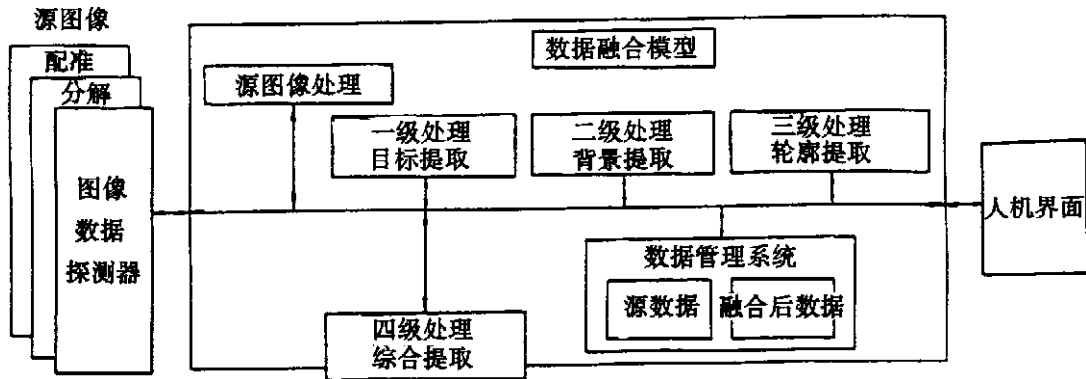 源图像
配准
分解
图像
数据
探测器
数据融合模型
源图像处理
一级处理
目标提取
二级处理
背景提取
三级处理
轮廓提取
人机界面
数据管理系统
源数据
融合后数据
四级处理
综合提取